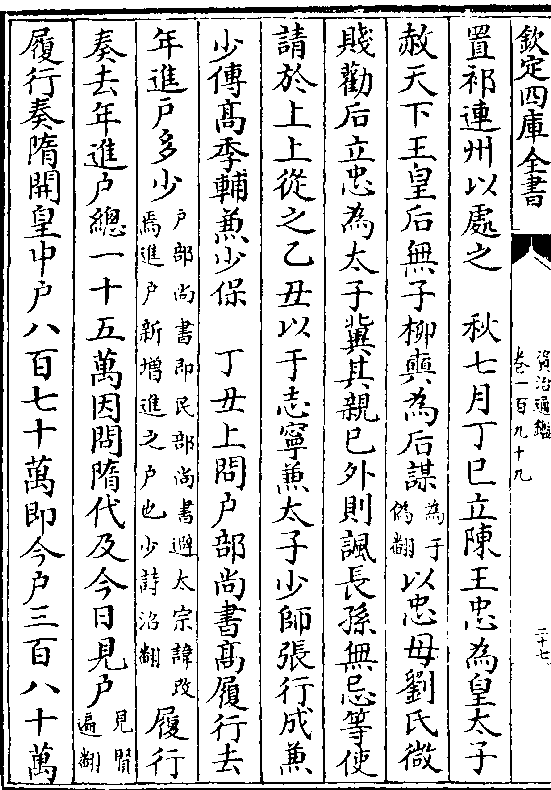 欽定四庫全書
資治通鑑
卷一百九十九
二十七
置祁連州以處之　秋七月丁巳立陳王忠為皇太子
赦天下王皇后無子柳奭為后謀為于偽翻以忠母劉氏微
賤勸后立忠為太子冀其親已外則諷長孫無忌等使
請於上上從之乙丑以于志寧兼太子少師張行成兼
少傅髙季輔兼少保　丁丑上問户部尚書髙履行去
年進戶多少户部尚書即民部尚書避太宗諱改焉進户新增進之户也少詩沼翻履行
奏去年進户總一十五萬因問隋代及今日見户見賢遍翻
履行奏隋開皇中户八百七十萬即今户三百八十萬